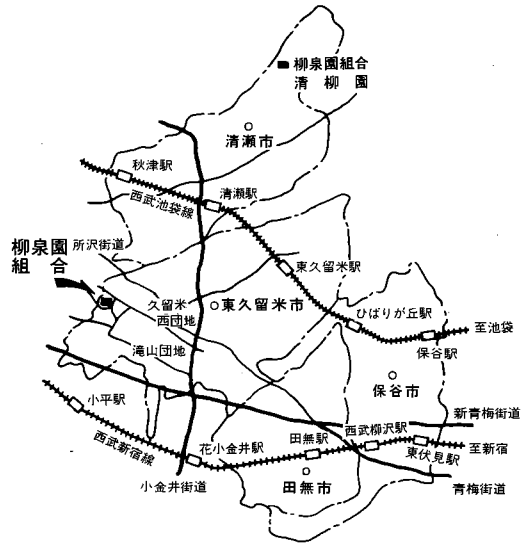 柳泉園組合
清柳園
清瀬市
秋津駅
清瀬駅
西武池袋線
所沢街道
柳泉園
組合
東久留米駅
久留米
西団地
東久留米市
ひばりが丘駅
至池袋
保谷駅
滝山団地
保谷市
小平駅
新青梅街道
西武新宿線
花小金井駅
田無駅
西武柳沢駅
至新宿
東伏見駅
小金井街道
田無市
青梅街道